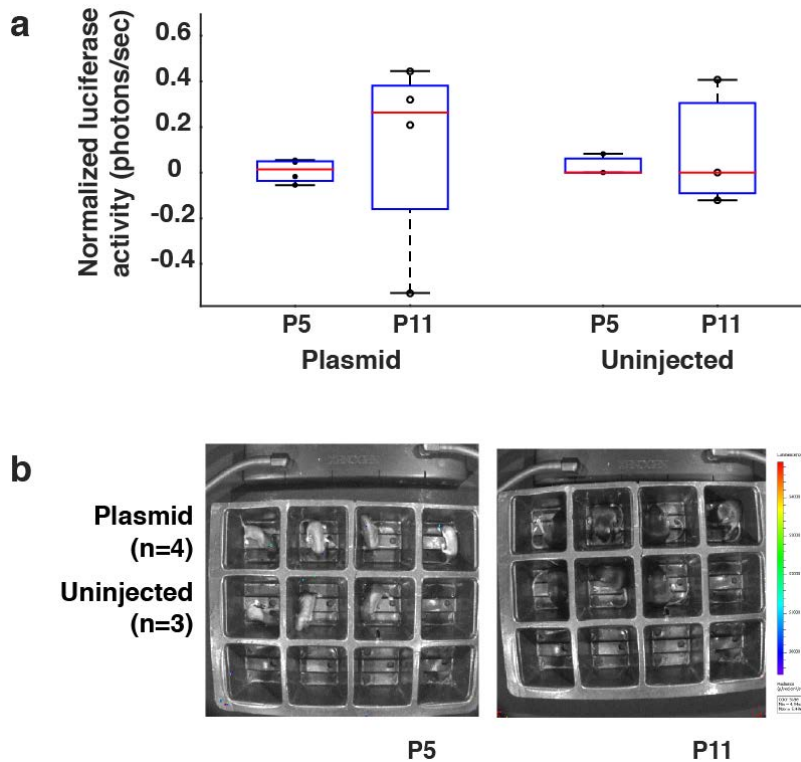 a
Normalized luciferase
activity (photons/sec)
0.6
0.4
0.2
0
-0.2
-0.4
P5
P11
P5
P11
Plasmid
Uninjected
b
Plasmid
(n=4)
Uninjected
(n=3)
P5
P11